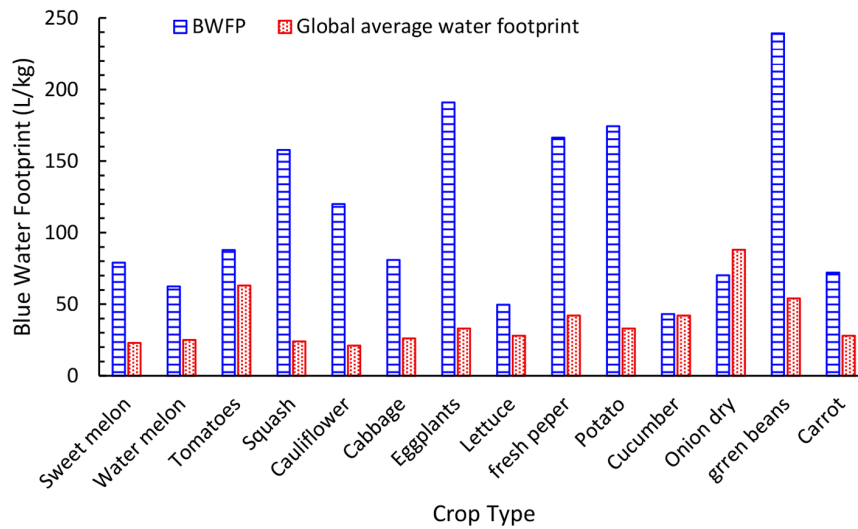 BWFP
Global average water footprint
Blue Water Footprint (L/kg)
250
200
150
100
50
0
Sweet melon
Water melon
Tomatoes
Squash
Cauliflower
Cabbage
Eggplants
Lettuce
fresh peper
Potato
Cucumber
Onion dry
grren beans
Carrot
Crop Type